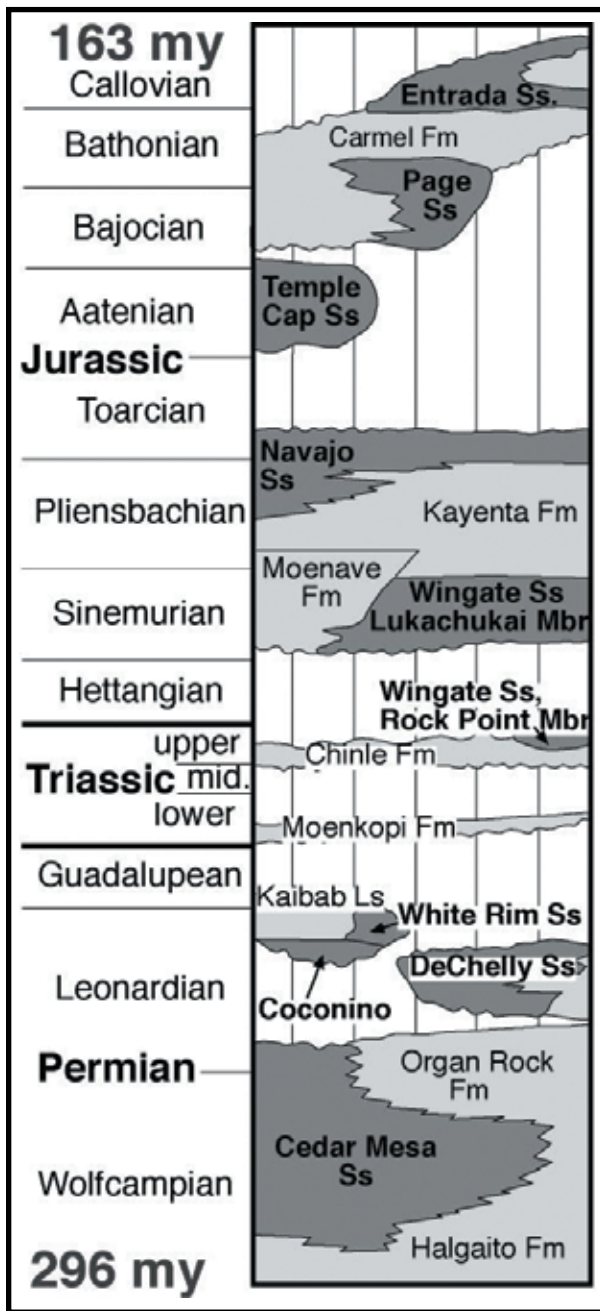 163 my
Callovian
Entrada Ss.
Bathonian
Carmel Fm
Page
Ss
Bajocian
Temple
Cap Ss
Aatenian
Jurassic
Toarcian
Navajo
Ss
Pliensbachian
Kayenta Fm
Moenave
Fm
Wingate Ss
Lukachukai Mbr
Sinemurian
Hettangian
Wingate Ss,
Rock Point Mbr
upper
Chinle Fm
Triassic mid.
lower
Moenkopi Fm
Guadalupean
Kaibab Ls
White Rim Ss
DeChelly Ss
Leonardian
Coconino
Permian
Organ Rock
Fm
Cedar Mesa
Ss
Wolfcampian
Halgaito Fm
296 my